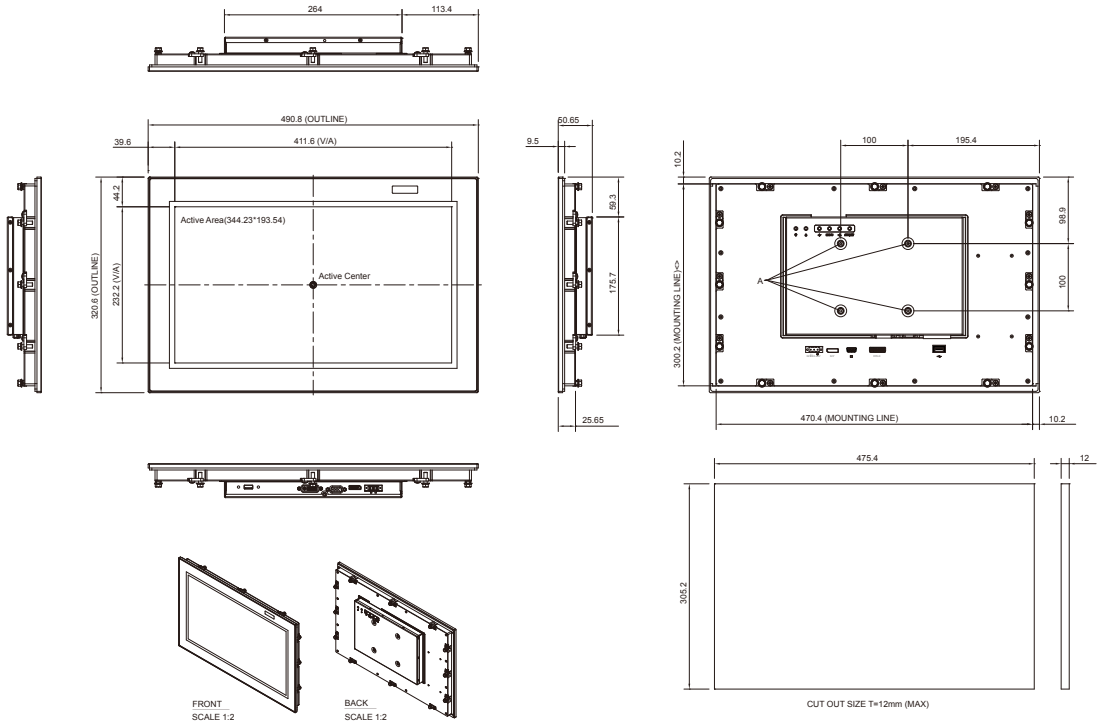 264
113.4
490.8 (OUTLINE)
39.6
411.6 (V/A)
44.2
320.6 (OUTLINE)
232.2 (V/A)
Active Area(344.23*193.54)
Active Center
50.65
9.5
59.3
175.7
25.65
100
195.4
10.2
98.9
100
A
300.2 (MOUNTING LINE)<>
470.4 (MOUNTING LINE)
10.2
475.4
12
305.2
CUT OUT SIZE T=12mm (MAX)
FRONT
SCALE 1:2
BACK
SCALE 1:2